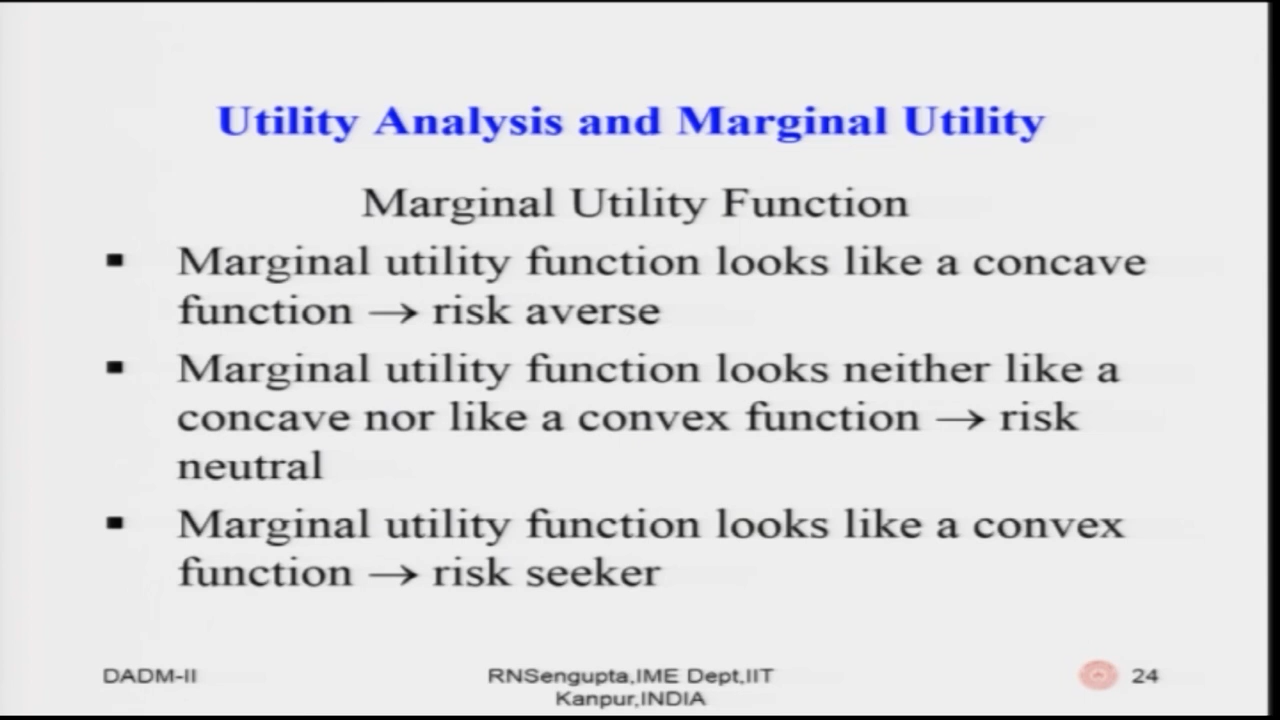 Utility Analysis and Marginal Utility
Marginal Utility Function
▪ Marginal utility function looks like a concave
function → risk averse
▪ Marginal utility function looks neither like a
concave nor like a convex function → risk
neutral
▪ Marginal utility function looks like a convex
function → risk seeker
DADM-II
RNSengupta,IME Dept,IIT
Kanpur,INDIA
24